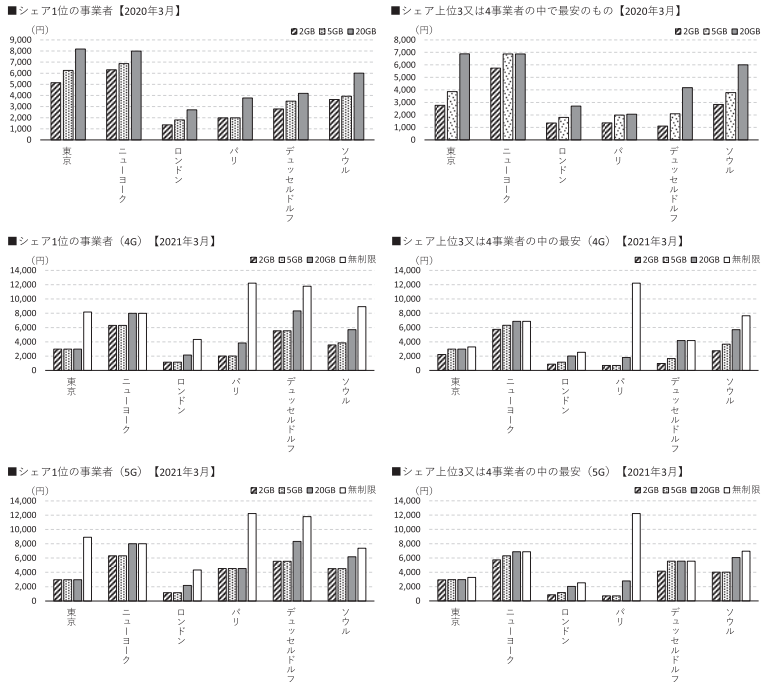 ■シェア1位の事業者【2020年3月】
（円）
2GB 5GB 20GB
9,000
8,000
7,000
6,000
5,000
4,000
3,000
2,000
1,000
0
東京
ニューヨーク
ロンドン
パリ
デュッセルドルフ
ソウル
■シェア上位3又は4事業者の中で最安のもの【2020年3月】
（円）
2GB 5GB 20GB
8,000
7,000
6,000
5,000
4,000
3,000
2,000
1,000
0
東京
ニューヨーク
ロンドン
パリ
デュッセルドルフ
ソウル
■シェア1位の事業者（4G）【2021年3月】
（円）
2GB 5GB 20GB 無制限
14,000
12,000
10,000
8,000
6,000
4,000
2,000
0
東京
ニューヨーク
ロンドン
パリ
デュッセルドルフ
ソウル
■シェア上位3又は4事業者の中の最安（4G）【2021年3月】
（円）
2GB 5GB 20GB 無制限
14,000
12,000
10,000
8,000
6,000
4,000
2,000
0
東京
ニューヨーク
ロンドン
パリ
デュッセルドルフ
ソウル
■シェア1位の事業者（5G）【2021年3月】
（円）
2GB 5GB 20GB 無制限
14,000
12,000
10,000
8,000
6,000
4,000
2,000
0
東京
ニューヨーク
ロンドン
パリ
デュッセルドルフ
ソウル
■シェア上位3又は4事業者の中の最安（5G）【2021年3月】
（円）
2GB 5GB 20GB 無制限
14,000
12,000
10,000
8,000
6,000
4,000
2,000
0
東京
ニューヨーク
ロンドン
パリ
デュッセルドルフ
ソウル